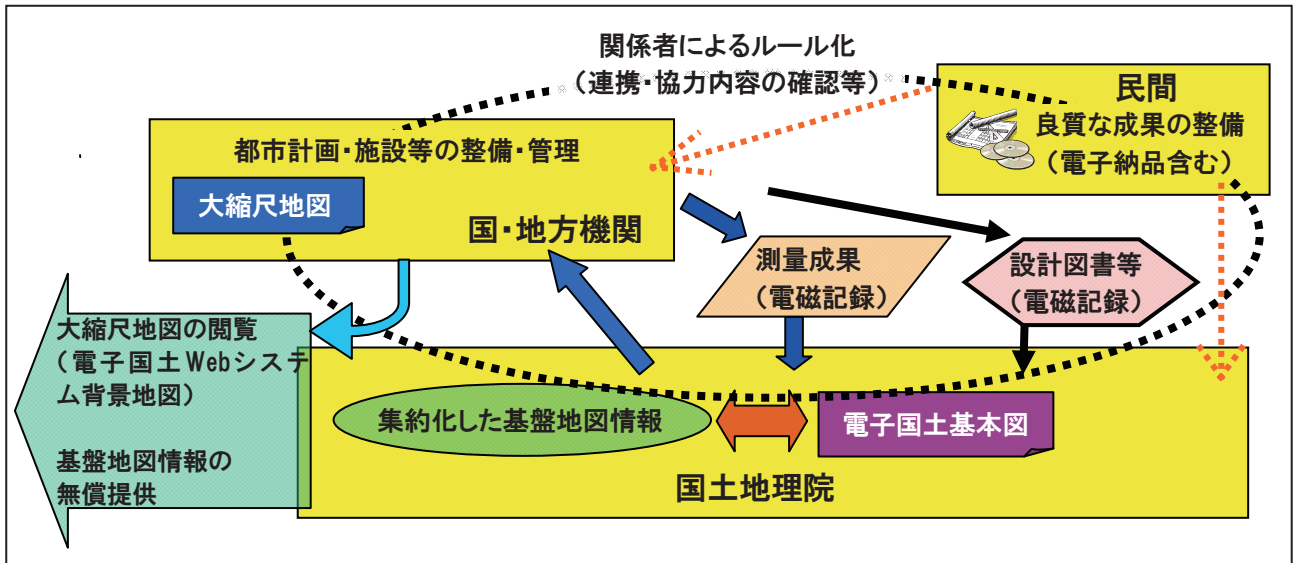 関係者によるルール化
（連携・協力内容の確認等）
民間
良質な成果の整備
（電子納品含む）
都市計画・施設等の整備・管理
大縮尺地図
国・地方機関
測量成果
（電磁記録）
設計図書等
（電磁記録）
大縮尺地図の閲覧
（電子国土Webシステ
ム背景地図）
基盤地図情報の
無償提供
集約化した基盤地図情報
電子国土基本図
国土地理院